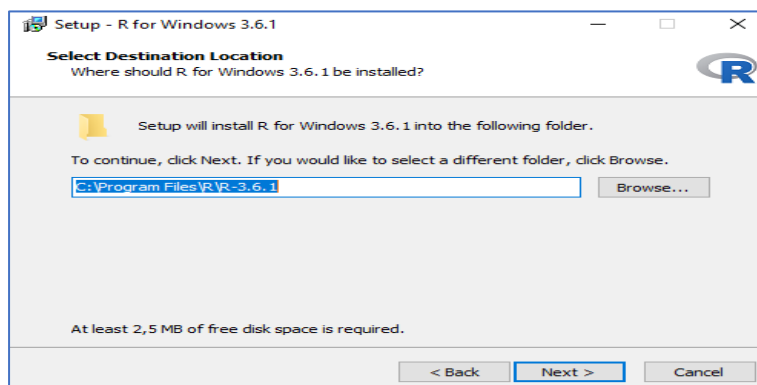 Setup - R for Windows 3.6.1
Select Destination Location
Where should R for Windows 3.6.1 be installed?
R
Setup will install R for Windows 3.6.1 into the following folder.
To continue, click Next. If you would like to select a different folder, click Browse.
C:\Program Files\R\R-3.6.1
Browse...
At least 2,5 MB of free disk space is required.
< Back Next > Cancel